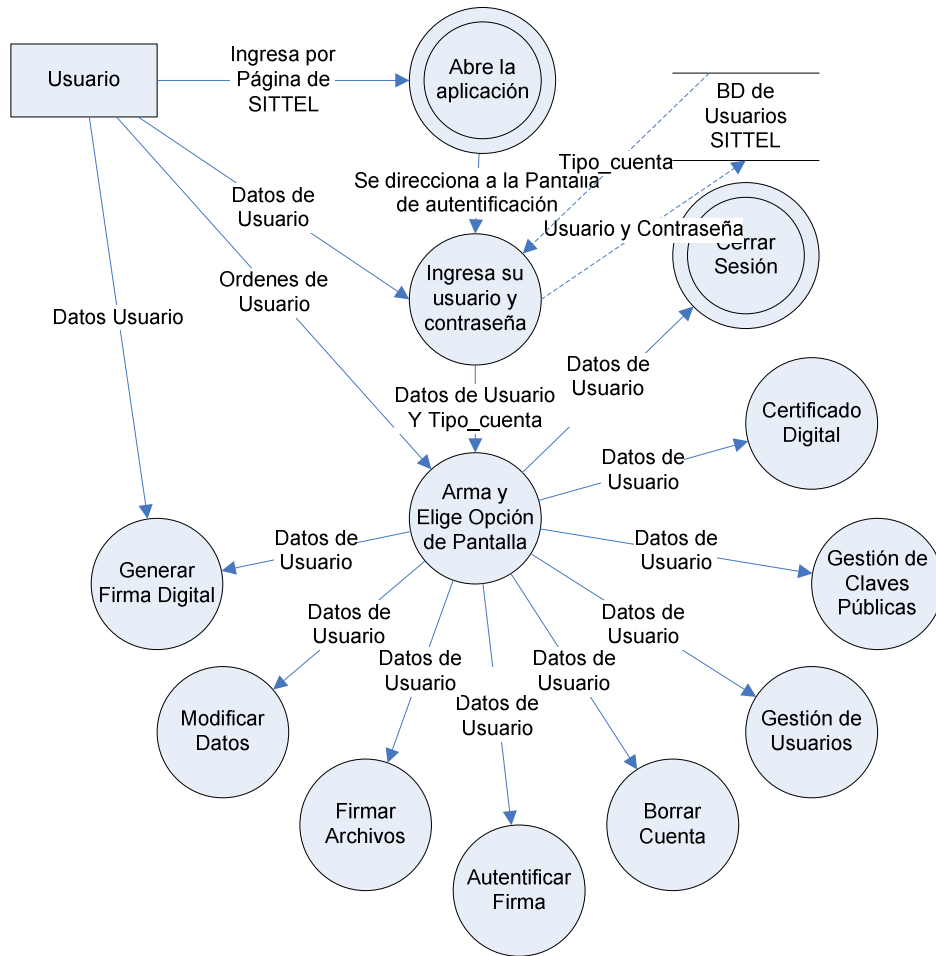 Usuario
Ingresa por
Página de
SITTEL
Abre la
aplicación
BD de
Usuarios
SITTEL
Tipo_cuenta
Se direcciona a la Pantalla
de autentificación
Datos de
Usuario
Usuario y Contraseña
Cerrar
Sesión
Ingresa su
usuario y
contraseña
Ordenes de
Usuario
Datos Usuario
Datos de
Usuario
Datos de Usuario
Y Tipo_cuenta
Certificado
Digital
Datos de
Usuario
Arma y
Elige Opción
de Pantalla
Datos de
Usuario
Datos de
Usuario
Generar
Firma Digital
Gestión de
Claves
Públicas
Datos de
Usuario
Datos de
Usuario
Datos de
Usuario
Datos de
Usuario
Datos de
Usuario
Modificar
Datos
Gestión de
Usuarios
Firmar
Archivos
Borrar
Cuenta
Autentificar
Firma